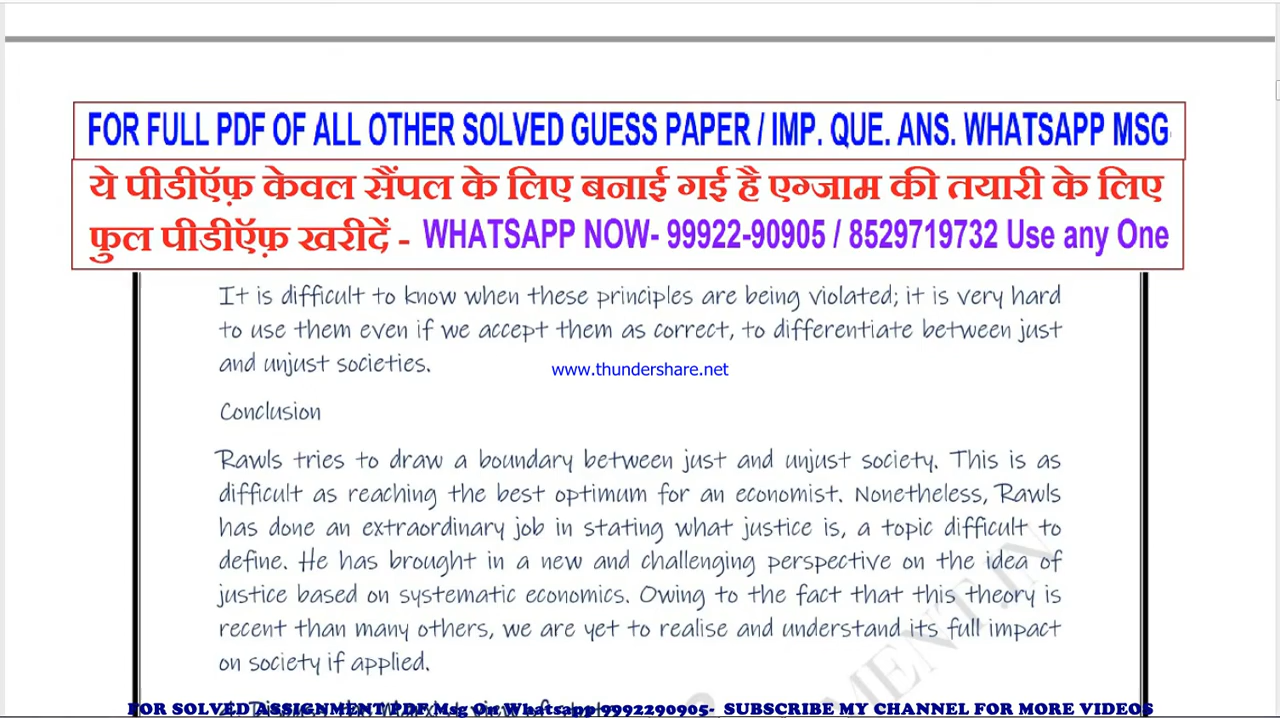 FOR FULL PDF OF ALL OTHER SOLVED GUESS PAPER / IMP. QUE. ANS. WHATSAPP MSG
ये पीडीऍफ़ केवल सैंपल के लिए बनाई गई है एग्जाम की तयारी के लिए
फुल पीडीऍफ़ खरीदें - WHATSAPP NOW- 99922-90905 / 8529719732 Use any One
It is difficult to know when these principles are being violated; it is very hard
to use them even if we accept them as correct, to differentiate between just
and unjust societies.
www.thundershare.net
Conclusion
Rawls tries to draw a boundary between just and unjust society. This is as
difficult as reaching the best optimum for an economist. Nonetheless, Rawls
has done an extraordinary job in stating what justice is, a topic difficult to
define. He has brought in a new and challenging perspective on the idea of
justice based on systematic economics. Owing to the fact that this theory is
recent than many others, we are yet to realise and understand its full impact
on society if applied.
FOR SOLVED ASSIGNMENT PDF Msg On Whatsapp 9992290905- SUBSCRIBE MY CHANNEL FOR MORE VIDEOS